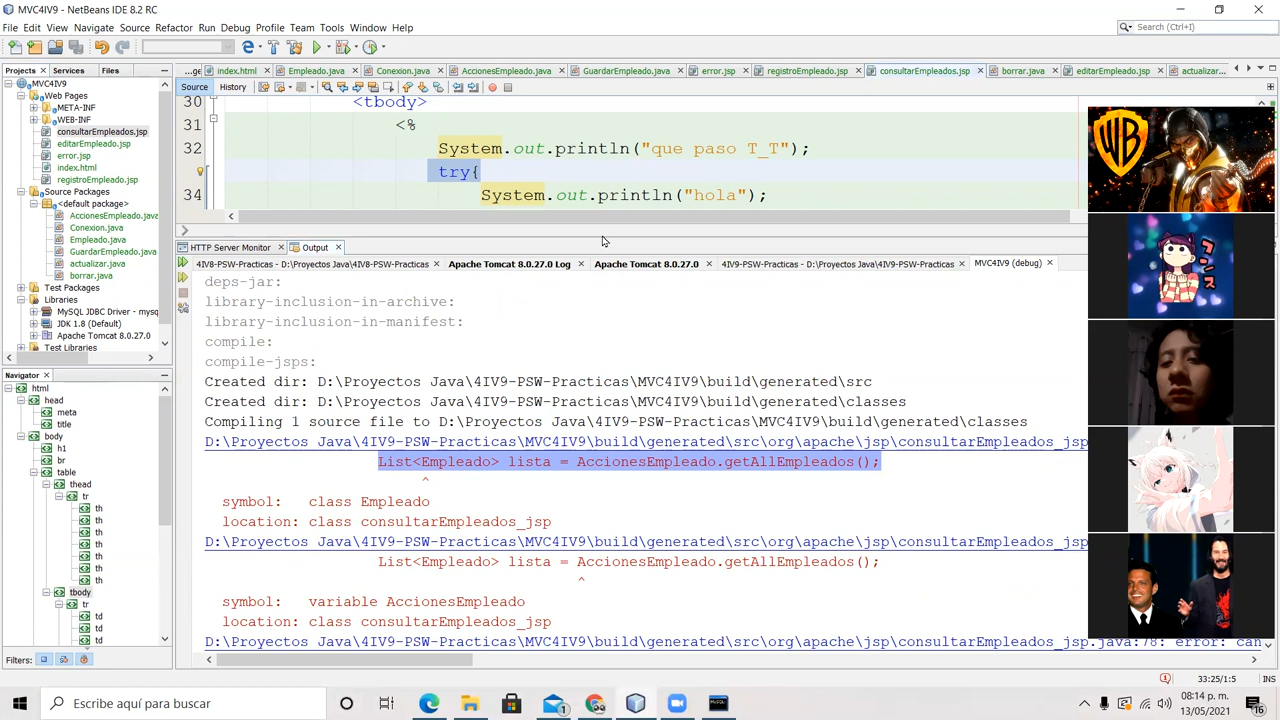 MVC4IV9 - NetBeans IDE 8.2 RC
File Edit View Navigate Source Refactor Run Debug Profile Team Tools Window Help
Search (Ctrl+I)
Projects Services Files
...ge index.html Empleado.java Conexion.java AccionesEmpleado.java GuardarEmpleado.java error.jsp registroEmpleado.jsp consultarEmpleados.jsp borrar.java editarEmpleado.jsp actualizar...
MVC4IV9
Web Pages
META-INF
WEB-INF
consultarEmpleados.jsp
editarEmpleado.jsp
error.jsp
index.html
registroEmpleado.jsp
Source Packages
<default package>
AccionesEmpleado.java
Conexion.java
Empleado.java
GuardarEmpleado.java
actualizar.java
borrar.java
Test Packages
Libraries
MySQL JDBC Driver - mysq
JDK 1.8 (Default)
Apache Tomcat 8.0.27.0
Test Libraries
Source History
30 <tbody>
31 <%
32 System.out.println("que paso T_T");
try{
34 System.out.println("hola");
HTTP Server Monitor Output
4IV8-PSW-Practicas - D:\Proyectos Java\4IV8-PSW-Practicas Apache Tomcat 8.0.27.0 Log Apache Tomcat 8.0.27.0 4IV9-PSW-Practicas - D:\Proyectos Java\4IV9-PSW-Practicas MVC4IV9 (debug)
deps-jar:
library-inclusion-in-archive:
library-inclusion-in-manifest:
compile:
compile-jsps:
Created dir: D:\Proyectos Java\4IV9-PSW-Practicas\MVC4IV9\build\generated\src
Created dir: D:\Proyectos Java\4IV9-PSW-Practicas\MVC4IV9\build\generated\classes
Compiling 1 source file to D:\Proyectos Java\4IV9-PSW-Practicas\MVC4IV9\build\generated\classes
D:\Proyectos Java\4IV9-PSW-Practicas\MVC4IV9\build\generated\src\org\apache\jsp\consultarEmpleados_jsp
List<Empleado> lista = AccionesEmpleado.getAllEmpleados();
^
symbol: class Empleado
location: class consultarEmpleados_jsp
D:\Proyectos Java\4IV9-PSW-Practicas\MVC4IV9\build\generated\src\org\apache\jsp\consultarEmpleados_jsp
List<Empleado> lista = AccionesEmpleado.getAllEmpleados();
^
symbol: variable AccionesEmpleado
location: class consultarEmpleados_jsp
D:\Proyectos Java\4IV9-PSW-Practicas\MVC4IV9\build\generated\src\org\apache\jsp\consultarEmpleados_jsp.java:78: error: can
Navigator
html
head
meta
title
body
h1
br
table
thead
tr
th
th
th
th
th
th
th
tbody
tr
td
td
td
Filters:
33:25/1:5 INS
WB
Escribe aquí para buscar
1
08:14 p. m.
13/05/2021
16